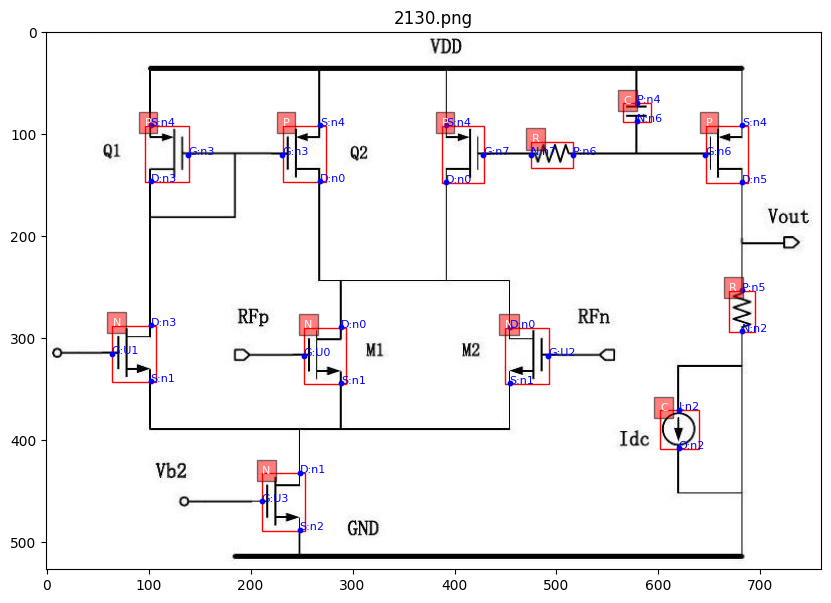 2130.png
VDD
P S:n4 G:n3 D:n3
P S:n4 G:n3 D:n0
P S:n4 G:n7 D:n0
R N:n7 P:n6
C P:n4 N:n6
P S:n4 G:n6 D:n5
Q1
Q2
Vout
R P:n5 N:n2
RFp
RFn
N D:n3 G:U1 S:n1
N D:n0 G:U0 S:n1
M1
M2
D:n0 G:U2 S:n1
C I:n2 O:n2
Idc
Vb2
N D:n1 G:U3 S:n2
GND
0
100
200
300
400
500
0 100 200 300 400 500 600 700